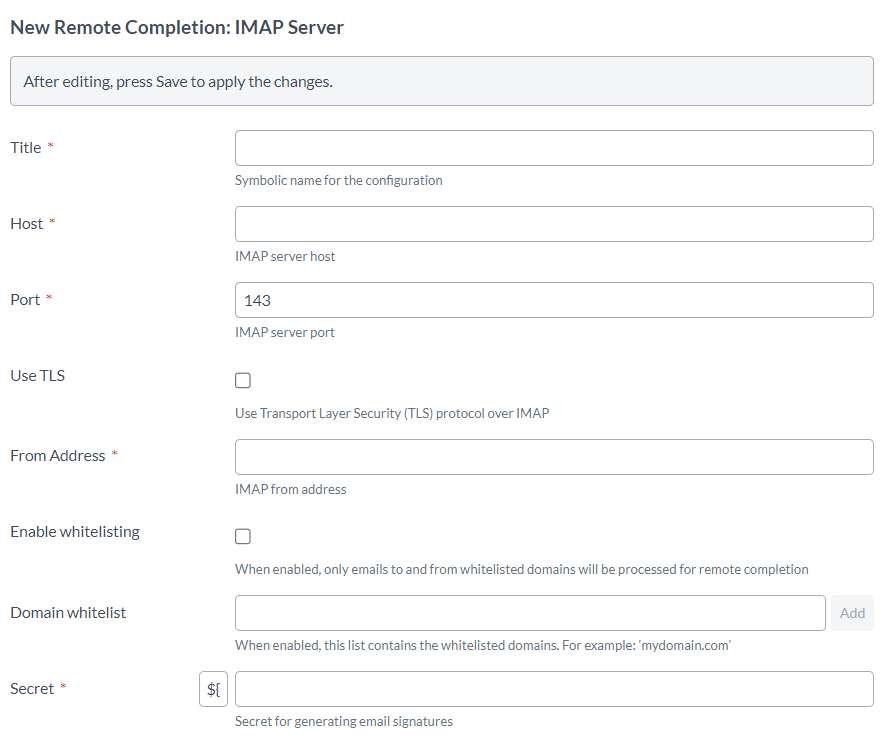 New Remote Completion: IMAP Server
After editing, press Save to apply the changes.
Title *
Symbolic name for the configuration
Host *
IMAP server host
Port * 143
IMAP server port
Use TLS
Use Transport Layer Security (TLS) protocol over IMAP
From Address *
IMAP from address
Enable whitelisting
When enabled, only emails to and from whitelisted domains will be processed for remote completion
Domain whitelist Add
When enabled, this list contains the whitelisted domains. For example: 'mydomain.com'
Secret * ${
Secret for generating email signatures